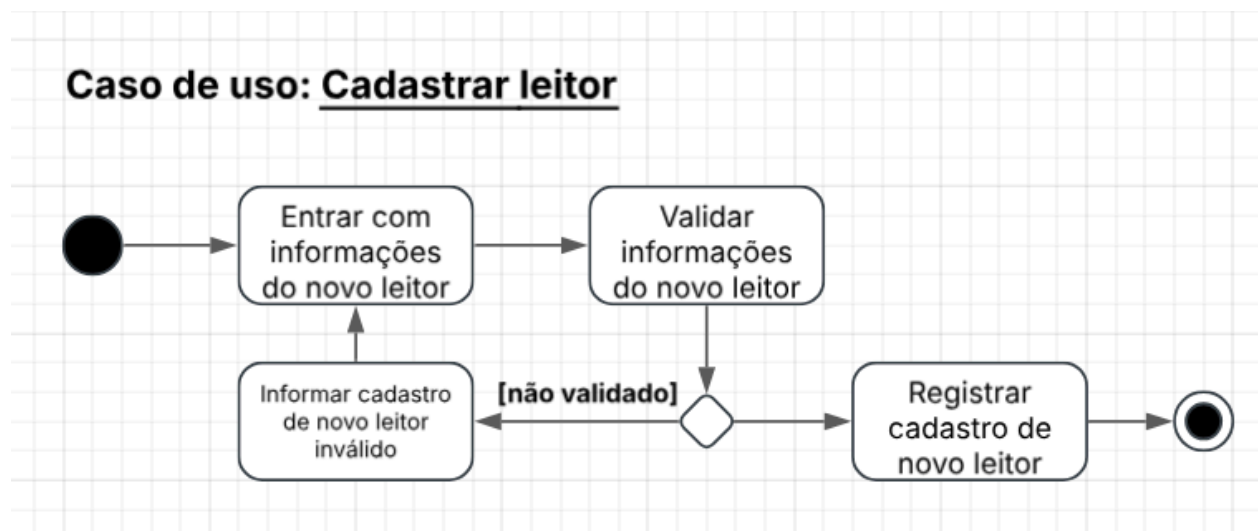 Caso de uso: Cadastrar leitor
Entrar com
informações
do novo leitor
Validar
informações
do novo leitor
Informar cadastro
de novo leitor
inválido
[não validado]
Registrar
cadastro de
novo leitor